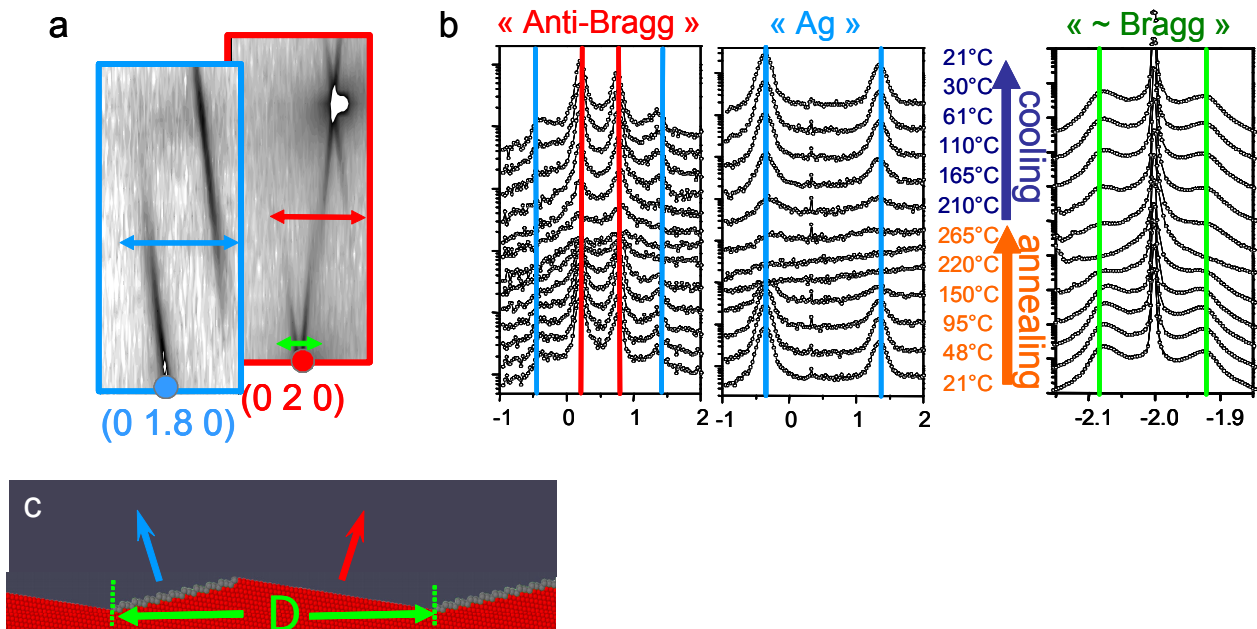 a
(0 1.8 0)
(0 2 0)
b
« Anti-Bragg »
« Ag »
« ~ Bragg »
21°C
30°C
61°C
110°C
165°C
210°C
265°C
220°C
150°C
95°C
48°C
21°C
cooling
annealing
-1 0 1 2
-1 0 1 2
-2.1 -2.0 -1.9
c
D